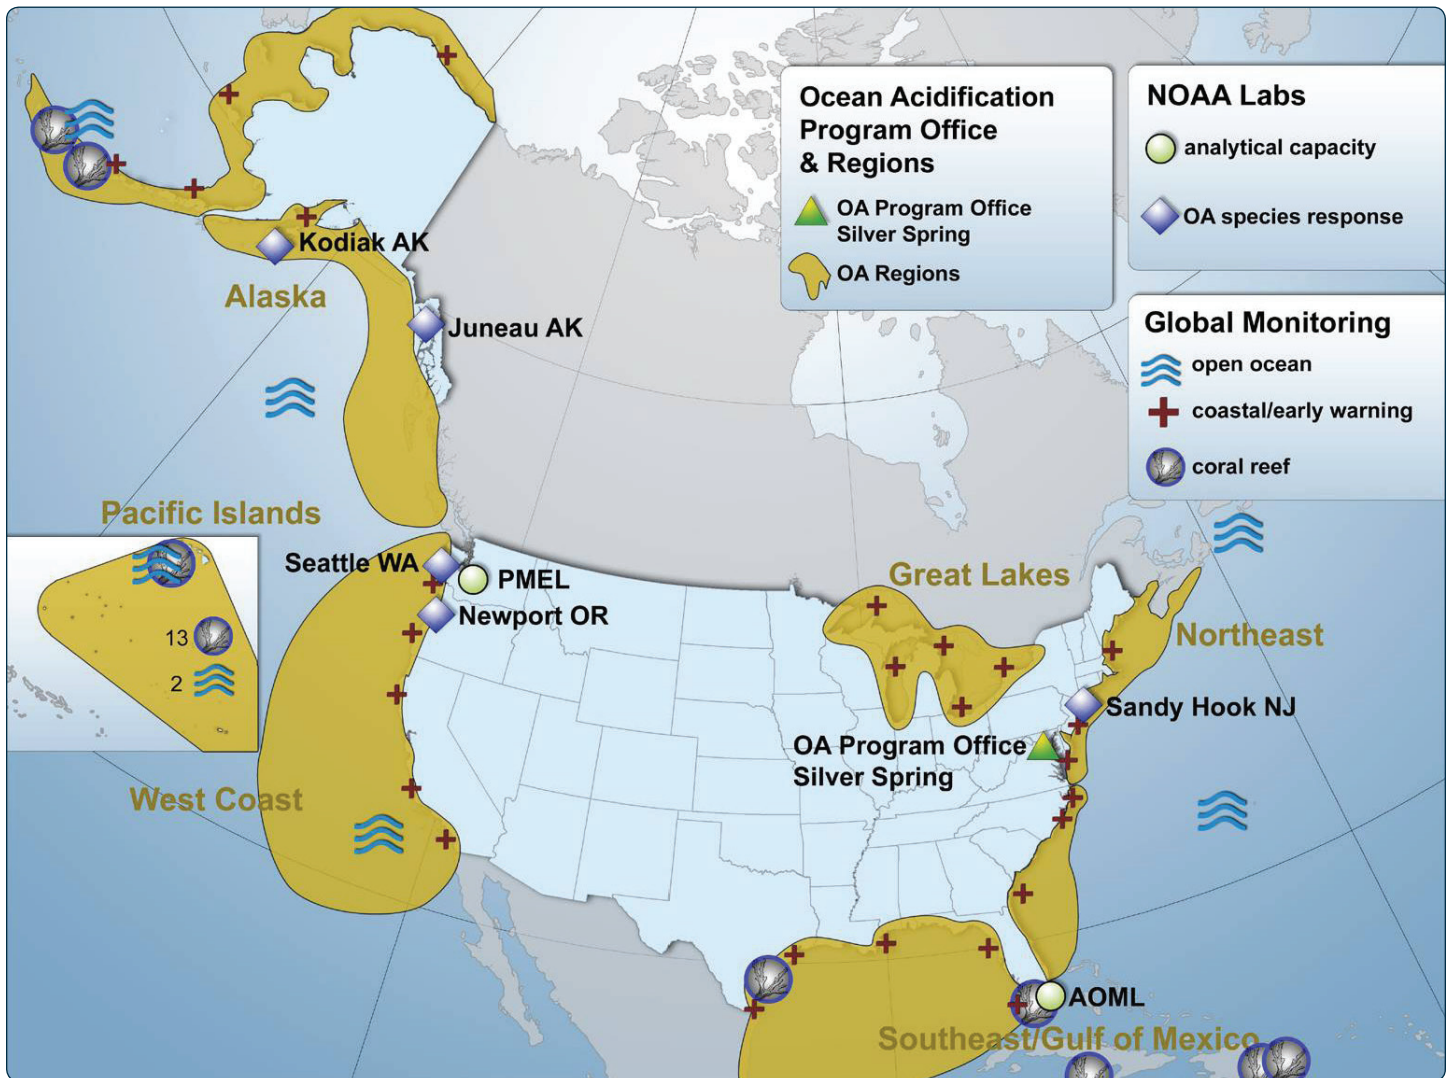 Ocean Acidification
Program Office
& Regions
OA Program Office
Silver Spring
OA Regions
NOAA Labs
analytical capacity
OA species response
Global Monitoring
open ocean
coastal/early warning
coral reef
Kodiak AK
Alaska
Juneau AK
Pacific Islands
Seattle WA
PMEL
Newport OR
13
2
West Coast
Great Lakes
Northeast
Sandy Hook NJ
OA Program Office
Silver Spring
AOML
Southeast/Gulf of Mexico